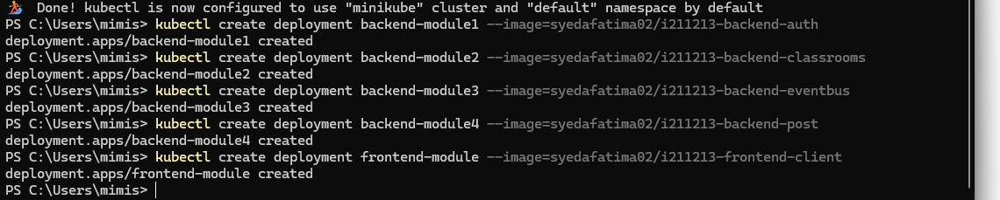 🏄 Done! kubectl is now configured to use "minikube" cluster and "default" namespace by default
PS C:\Users\mimis> kubectl create deployment backend-module1 --image=syedafatima02/i211213-backend-auth
deployment.apps/backend-module1 created
PS C:\Users\mimis> kubectl create deployment backend-module2 --image=syedafatima02/i211213-backend-classrooms
deployment.apps/backend-module2 created
PS C:\Users\mimis> kubectl create deployment backend-module3 --image=syedafatima02/i211213-backend-eventbus
deployment.apps/backend-module3 created
PS C:\Users\mimis> kubectl create deployment backend-module4 --image=syedafatima02/i211213-backend-post
deployment.apps/backend-module4 created
PS C:\Users\mimis> kubectl create deployment frontend-module --image=syedafatima02/i211213-frontend-client
deployment.apps/frontend-module created
PS C:\Users\mimis>